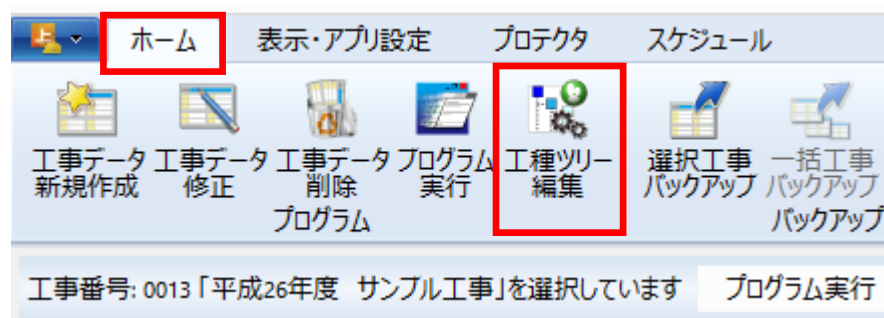 ホーム 表示・アプリ設定 プロテクタ スケジュール
工事データ 工事データ 工事データ プログラム 工種ツリー 選択工事 一括工事
新規作成 修正 削除 実行 編集 バックアップ バックアップ
プログラム バックアップ
工事番号: 0013 「平成26年度 サンプル工事」を選択しています プログラム実行